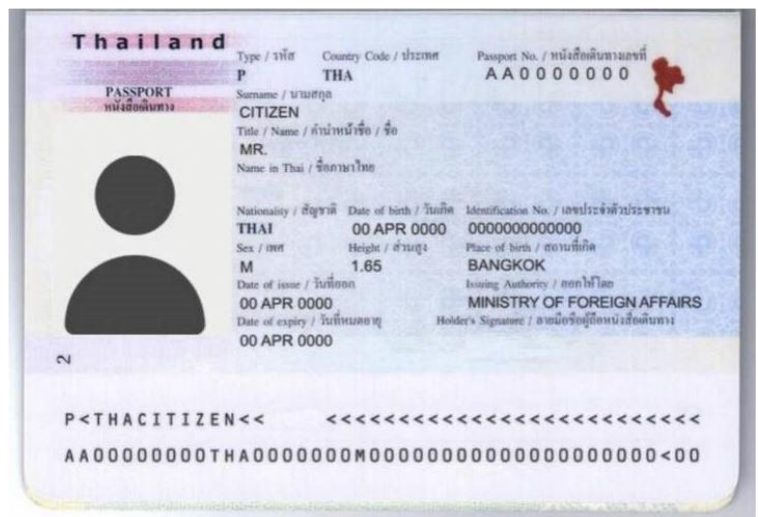 Thailand
PASSPORT
หนังสือเดินทาง
Type / รหัส Country Code / ประเทศ Passport No. / หนังสือเดินทางเลขที่
P THA AA0000000
Surname / นามสกุล
CITIZEN
Title / Name / คำนำหน้าชื่อ / ชื่อ
MR.
Name in Thai / ชื่อภาษาไทย
Nationality / สัญชาติ Date of birth / วันเกิด Identification No. / เลขประจำตัวประชาชน
THAI 00 APR 0000 0000000000000
Sex / เพศ Height / ส่วนสูง Place of birth / สถานที่เกิด
M 1.65 BANGKOK
Date of issue / วันที่ออก Issuing Authority / ออกให้โดย
00 APR 0000 MINISTRY OF FOREIGN AFFAIRS
Date of expiry / วันที่หมดอายุ Holder's Signature / ลายมือชื่อผู้ถือหนังสือเดินทาง
00 APR 0000
2
P<THACITIZEN<< <<<<<<<<<<<<<<<<<<<<<<<<<<
AA00000000THA0000000M00000000000000000000<00